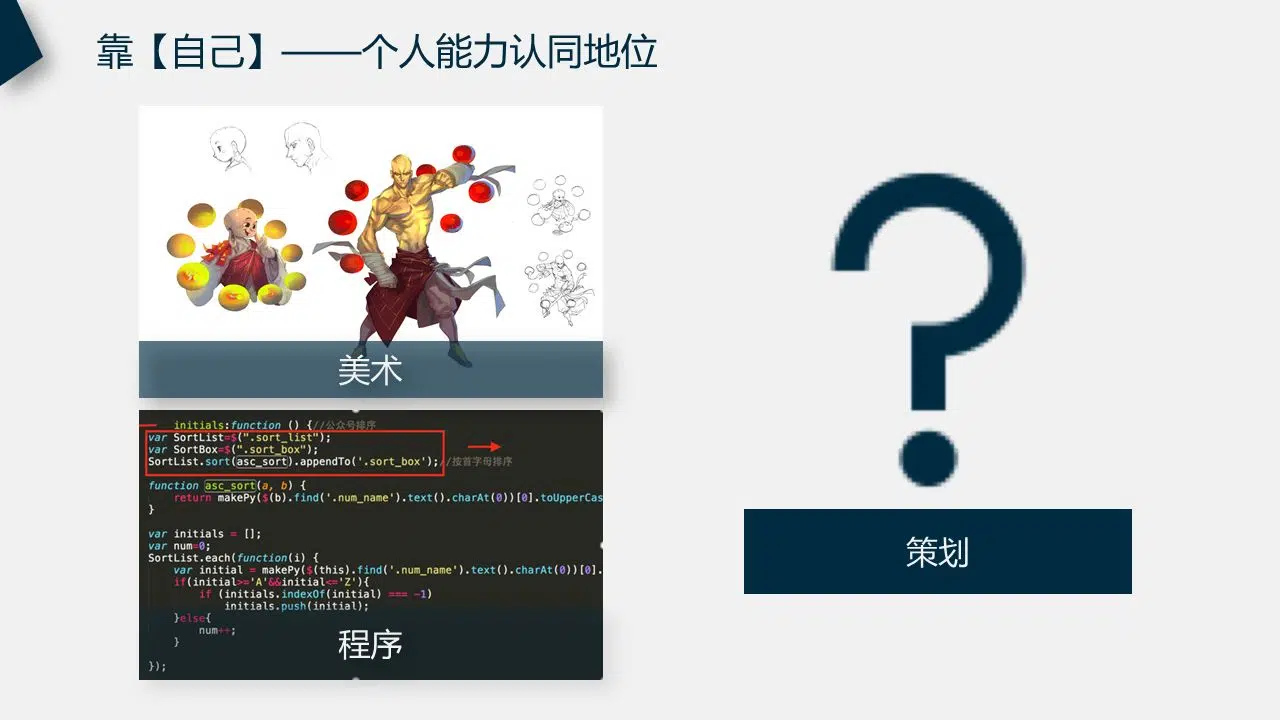 靠【自己】——个人能力认同地位
美术
initials:function () {//公众号排序
var SortList=$(".sort_list");
var SortBox=$(".sort_box");
SortList.sort(asc_sort).appendTo('.sort_box');//按首字母排序
function asc_sort(a, b) {
return makePy($(b).find('.num_name').text().charAt(0))[0].toUpperCas
}
var initials = [];
var num=0;
SortList.each(function(i) {
var initial = makePy($(this).find('.num_name').text().charAt(0))[0].
if(initial>='A'&&initial<='Z'){
if (initials.indexOf(initial) === -1)
initials.push(initial);
}else{
num++;
}
});
程序
策划